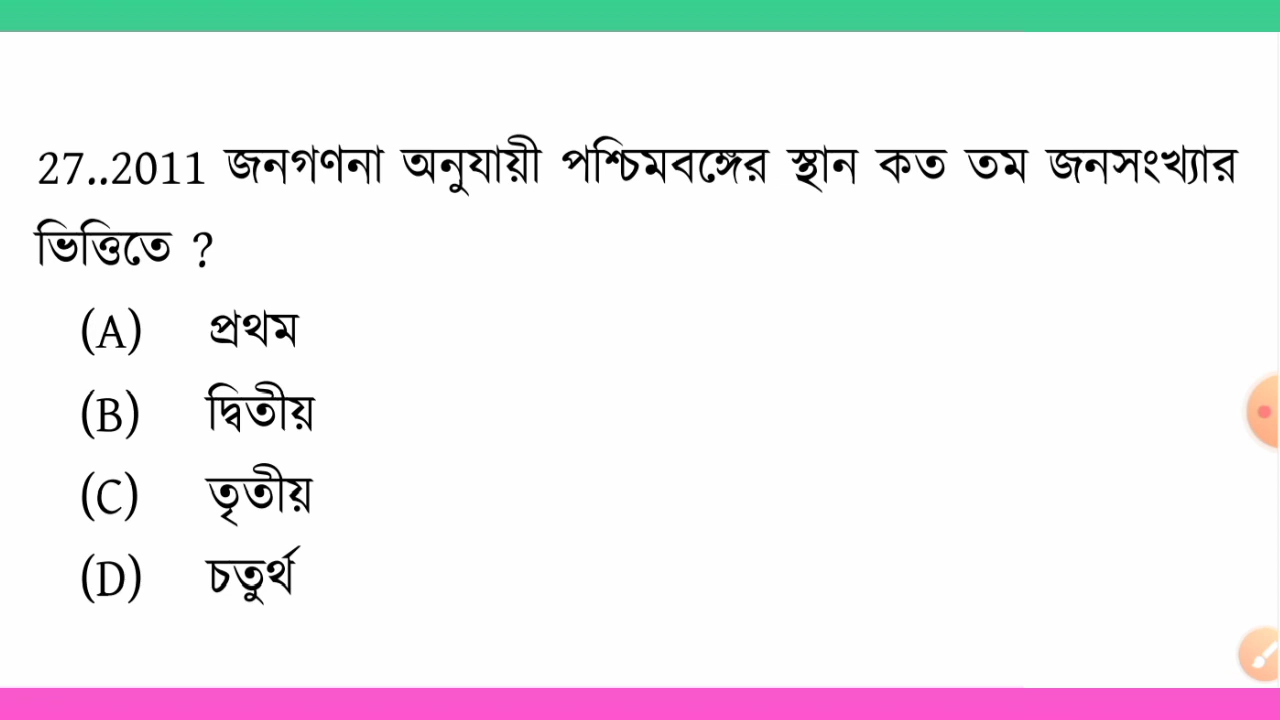 27..2011 জনগণনা অনুযায়ী পশ্চিমবঙ্গের স্থান কত তম জনসংখ্যার
ভিত্তিতে ?
(A) প্রথম
(B) দ্বিতীয়
(C) তৃতীয়
(D) চতুর্থ